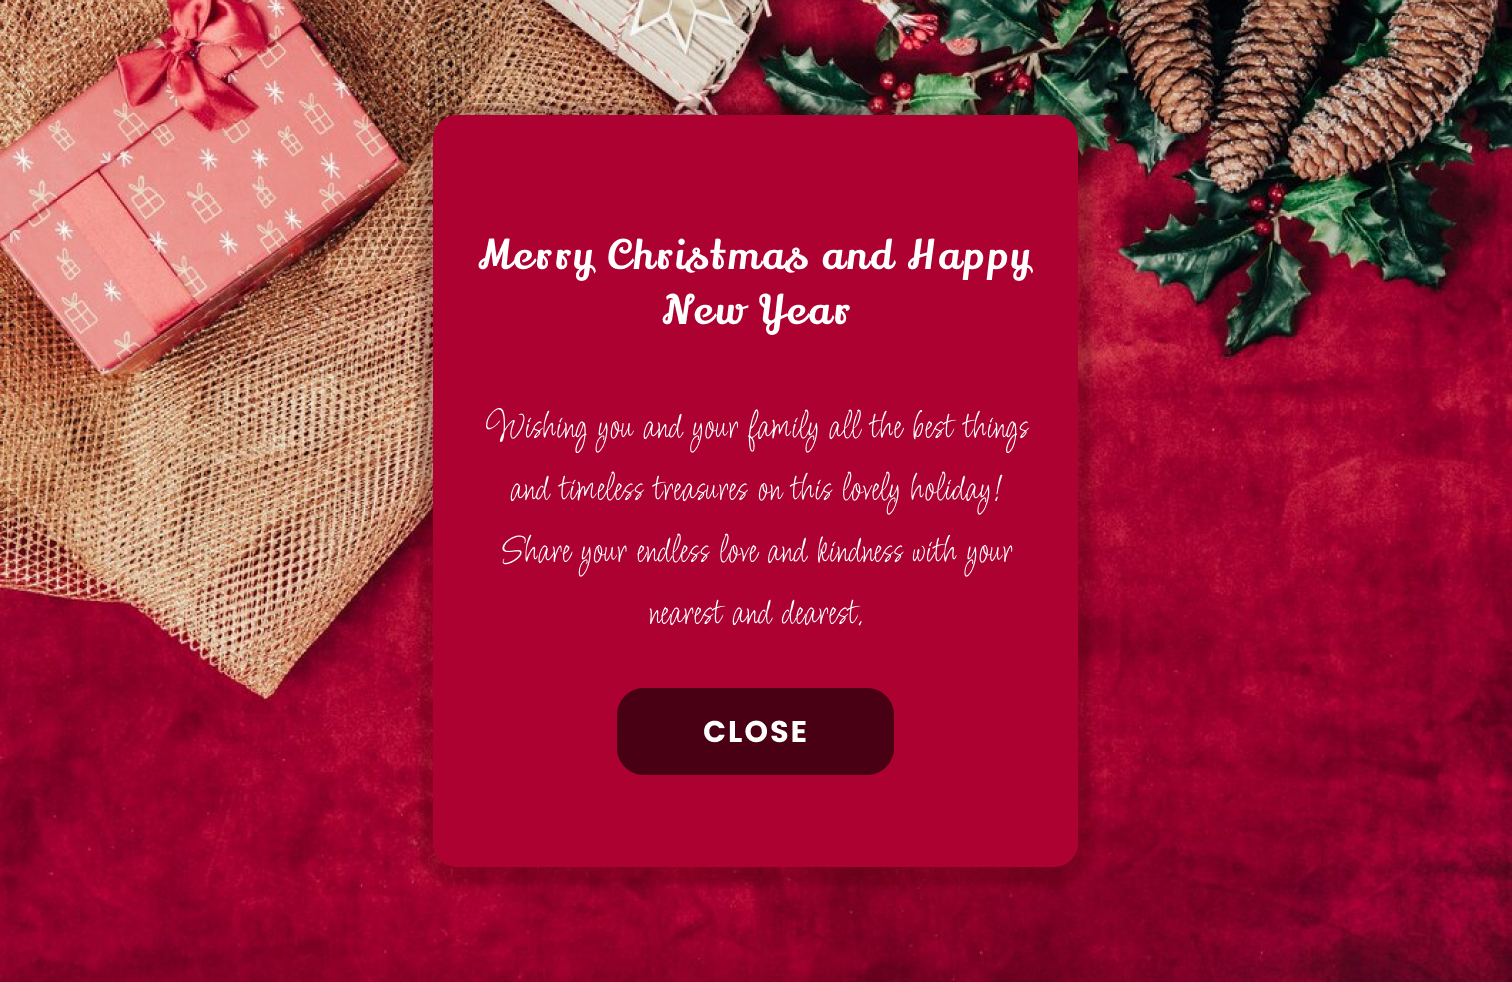 Merry Christmas and Happy
New Year
Wishing you and your family all the best things
and timeless treasures on this lovely holiday!
Share your endless love and kindness with your
nearest and dearest.
CLOSE